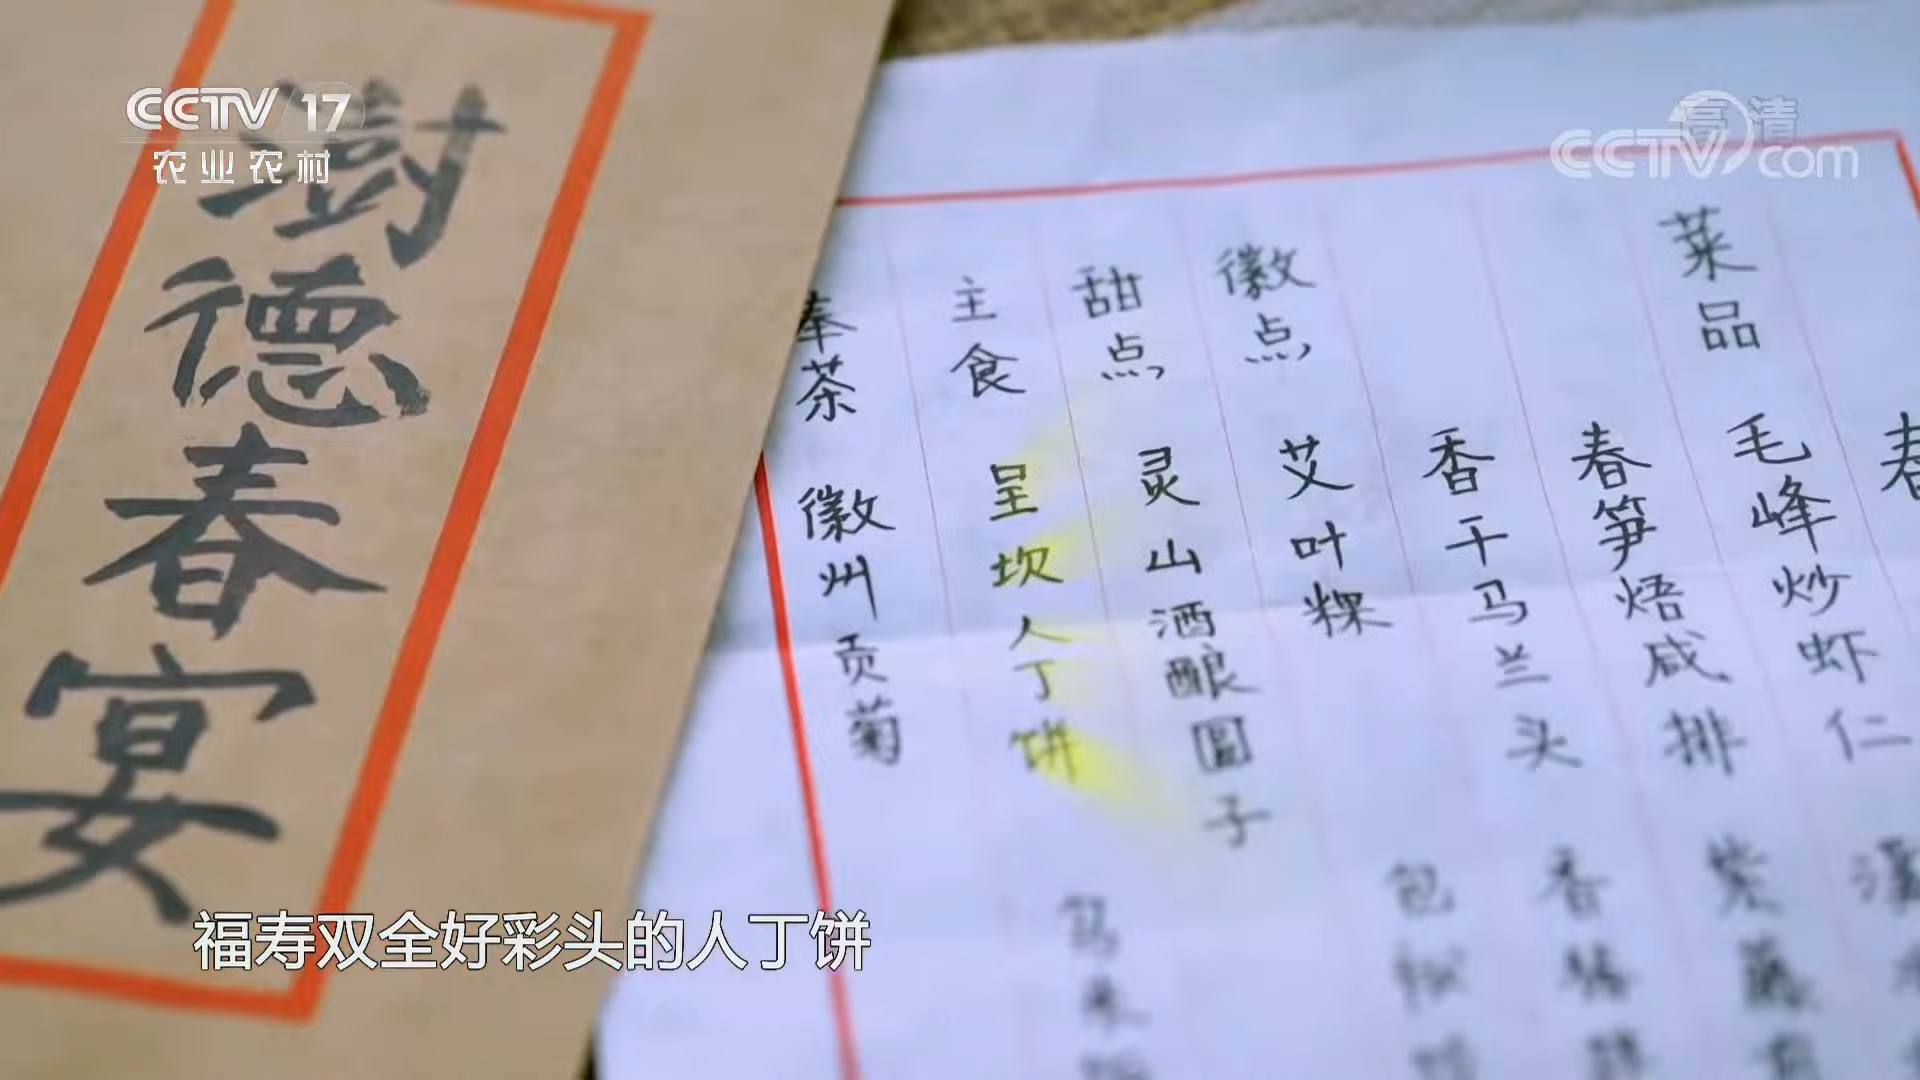 CCTV 17
农业农村
高清
CCTV.com
澍德春宴
菜品
毛峰炒虾仁
春笋焐咸排
香干马兰头
徽点
艾叶粿
甜点
灵山酒酿圆子
主食
呈坎人丁饼
奉茶
徽州贡菊
福寿双全好彩头的人丁饼